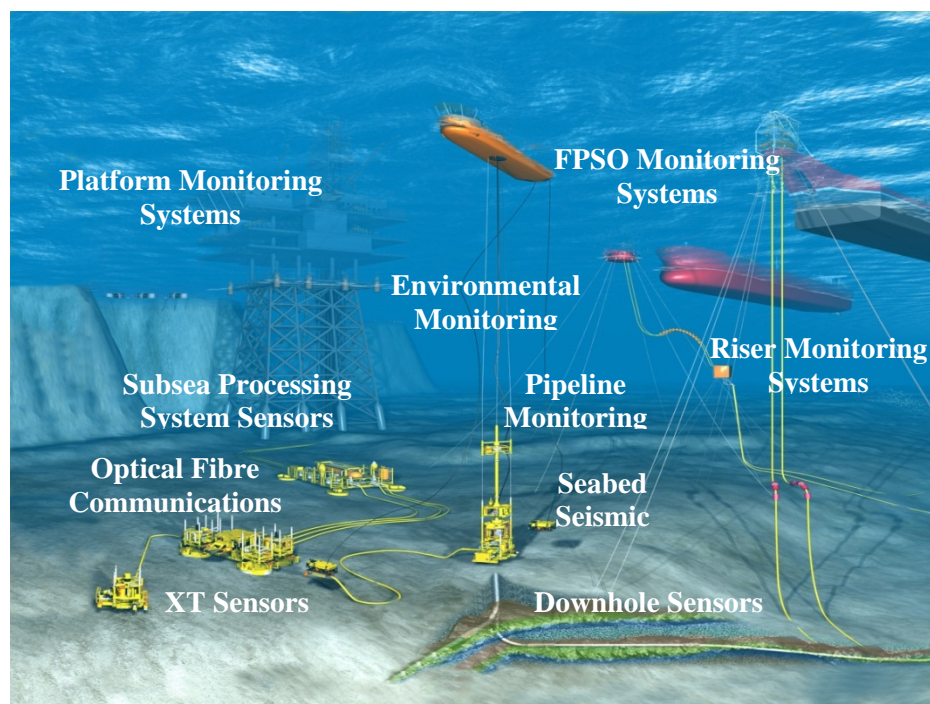 FPSO Monitoring
Systems
Platform Monitoring
Systems
Environmental
Monitoring
Riser Monitoring
Systems
Subsea Processing
System Sensors
Pipeline
Monitoring
Optical Fibre
Communications
Seabed
Seismic
XT Sensors
Downhole Sensors